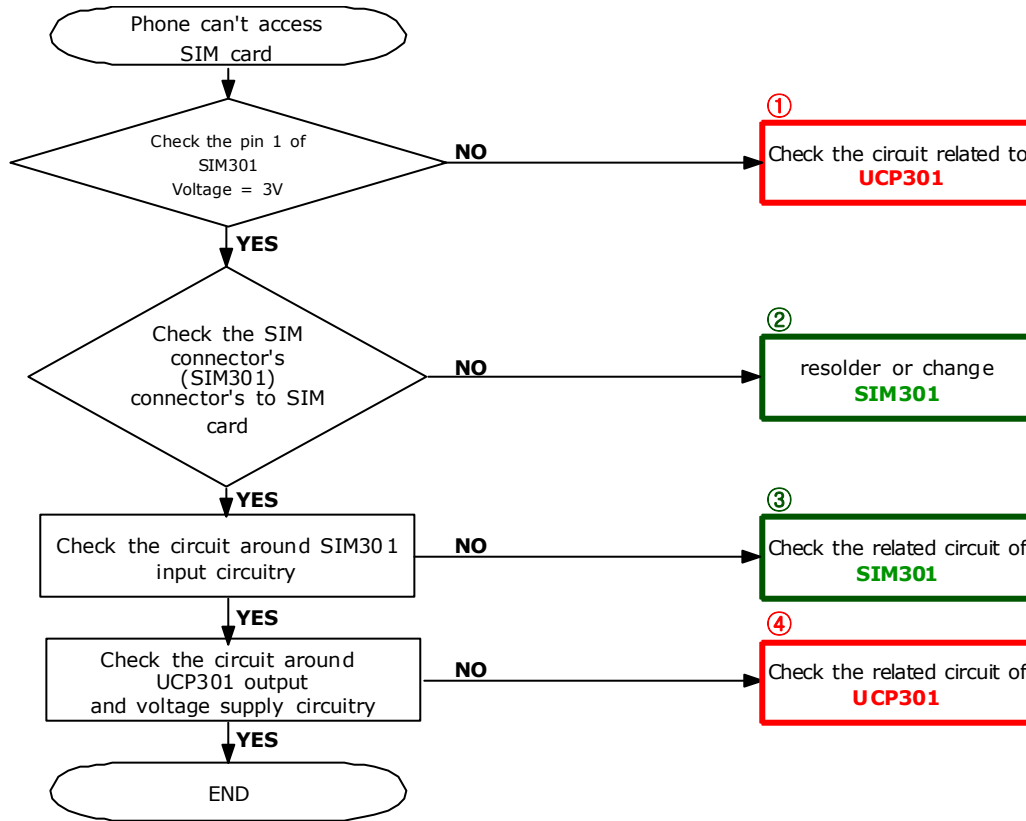 Phone can't access
SIM card
①
Check the pin 1 of
SIM301
Voltage = 3V
NO
Check the circuit related to
UCP301
YES
②
Check the SIM
connector's
(SIM301)
connector's to SIM
card
NO
resolder or change
SIM301
YES
③
Check the circuit around SIM301
input circuitry
NO
Check the related circuit of
SIM301
YES
④
Check the circuit around
UCP301 output
and voltage supply circuitry
NO
Check the related circuit of
UCP301
YES
END